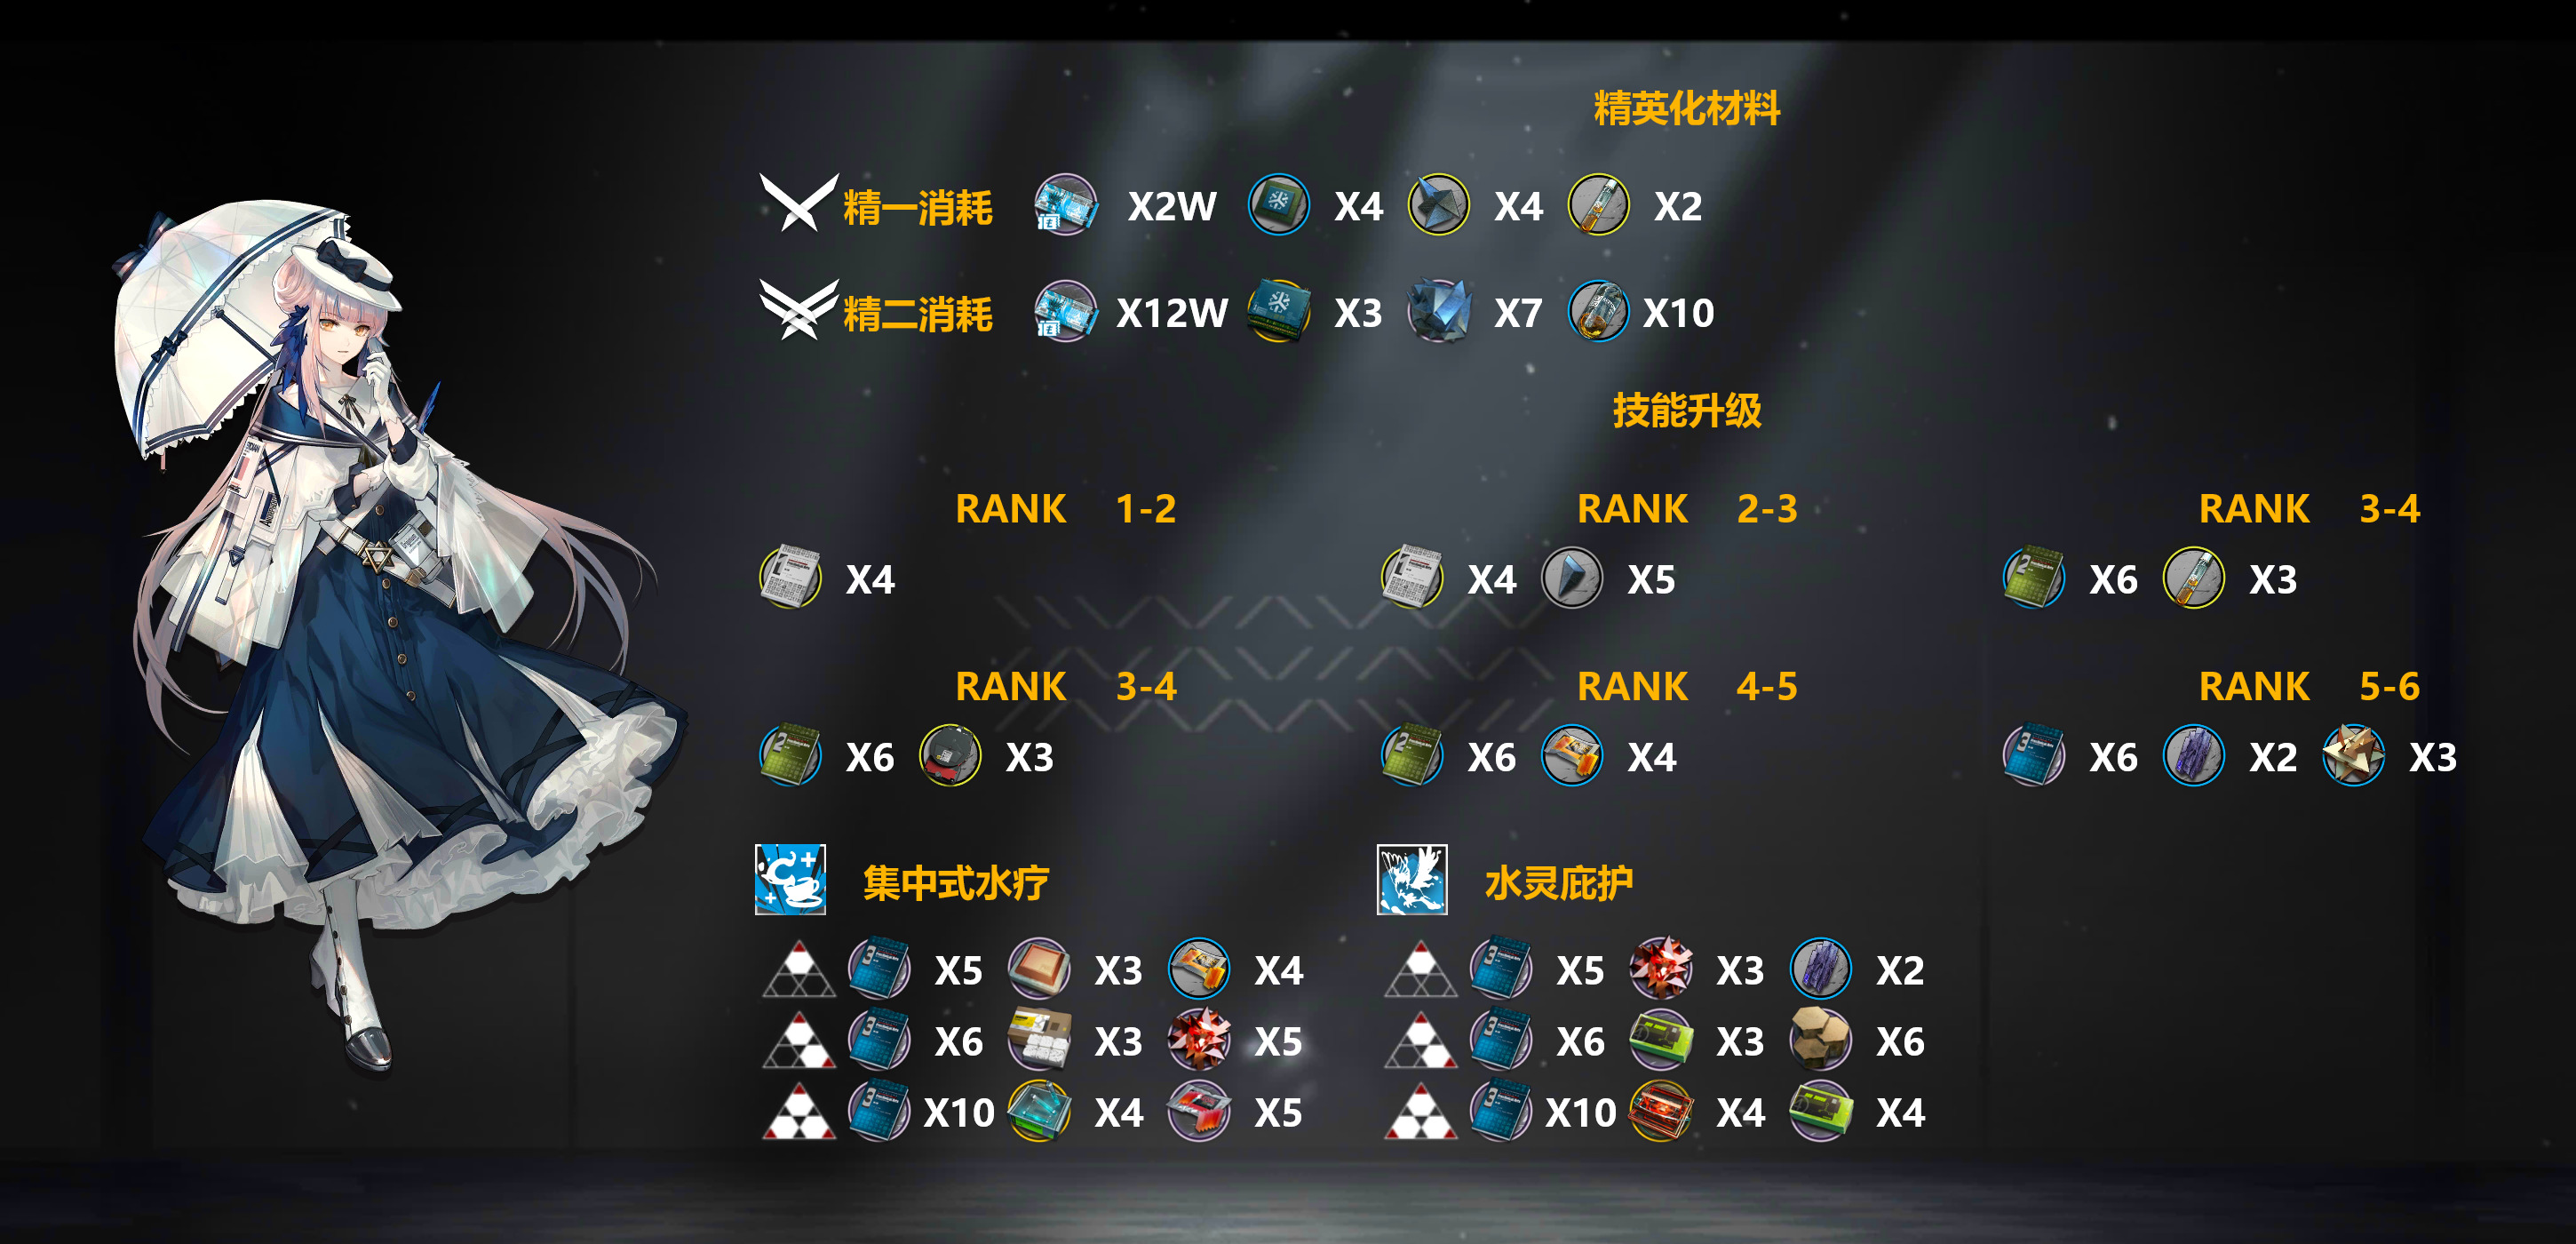 精英化材料
精一消耗 X2W X4 X4 X2
精二消耗 X12W X3 X7 X10
技能升级
RANK 1-2 RANK 2-3 RANK 3-4
X4 X4 X5 X6 X3
RANK 3-4 RANK 4-5 RANK 5-6
X6 X3 X6 X4 X6 X2 X3
集中式水疗 水灵庇护
X5 X3 X4 X5 X3 X2
X6 X3 X5 X6 X3 X6
X10 X4 X5 X10 X4 X4